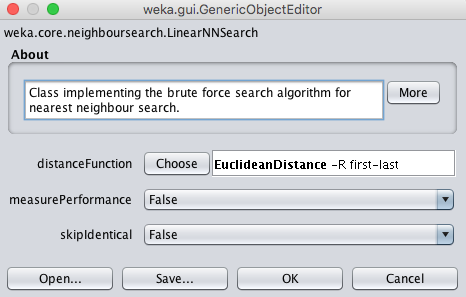 weka.gui.GenericObjectEditor
weka.core.neighboursearch.LinearNNSearch
About
Class implementing the brute force search algorithm for
nearest neighbour search.
More
distanceFunction Choose EuclideanDistance -R first-last
measurePerformance False
skipIdentical False
Open... Save... OK Cancel